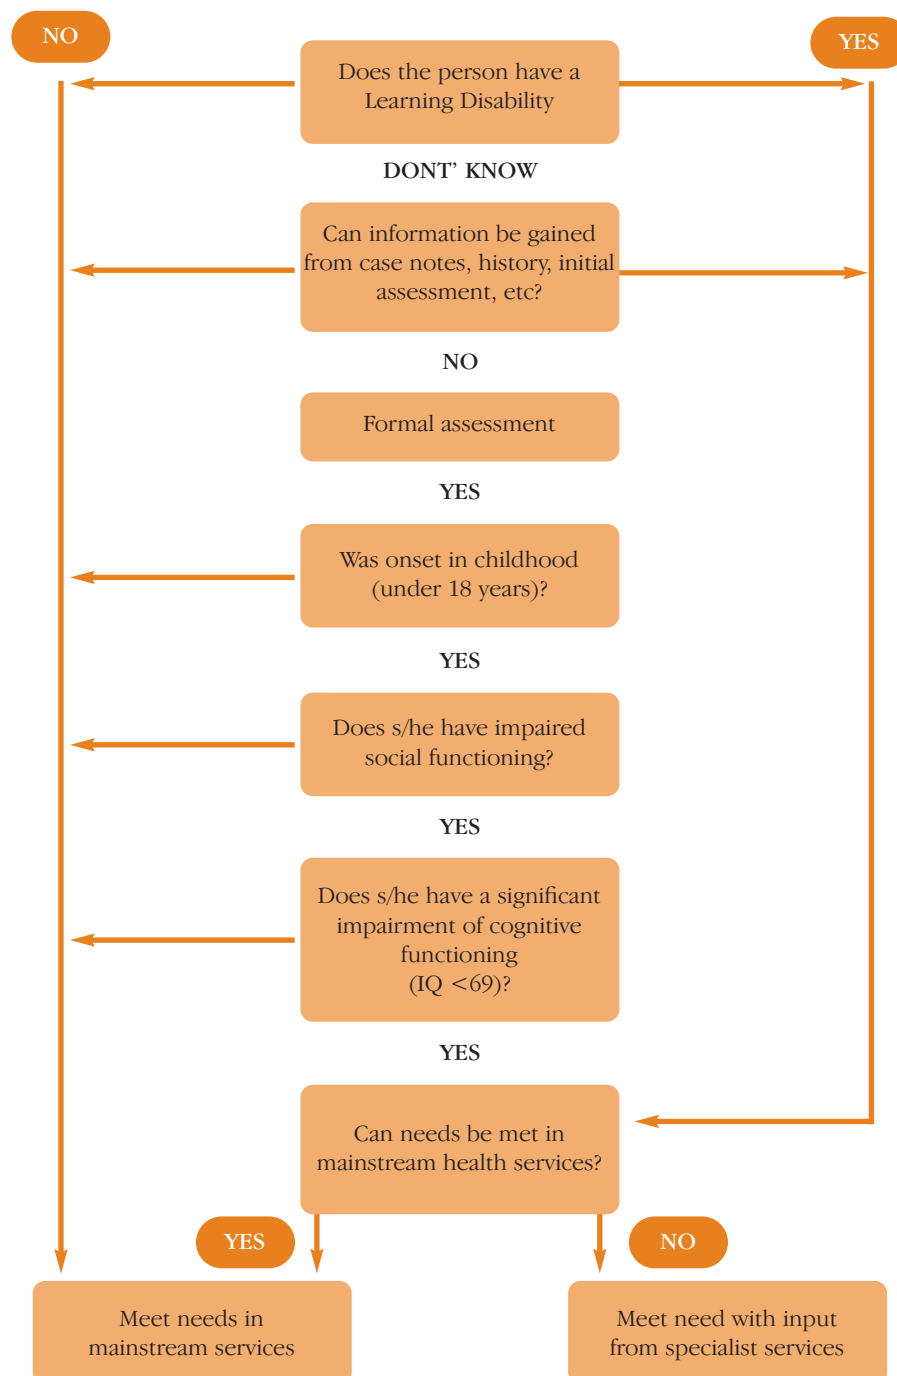 NO
YES
Does the person have a
Learning Disability
DONT’ KNOW
Can information be gained
from case notes, history, initial
assessment, etc?
NO
Formal assessment
YES
Was onset in childhood
(under 18 years)?
YES
Does s/he have impaired
social functioning?
YES
Does s/he have a significant
impairment of cognitive
functioning
(IQ <69)?
YES
Can needs be met in
mainstream health services?
YES
NO
Meet needs in
mainstream services
Meet need with input
from specialist services